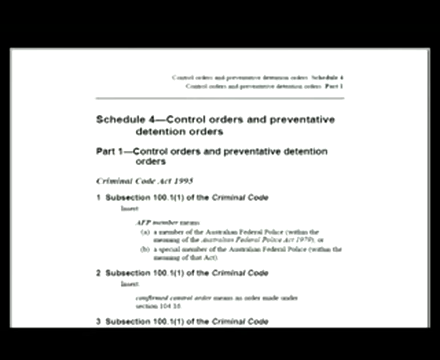 Control orders and preventative detention orders Schedule 4
Control orders and preventative detention orders Part 1
Schedule 4—Control orders and preventative
detention orders
Part 1—Control orders and preventative detention
orders
Criminal Code Act 1995
1 Subsection 100.1(1) of the Criminal Code
Insert:
AFP member means:
(a) a member of the Australian Federal Police (within the
meaning of the Australian Federal Police Act 1979); or
(b) a special member of the Australian Federal Police (within the
meaning of that Act).
2 Subsection 100.1(1) of the Criminal Code
Insert:
confirmed control order means an order made under
section 104.16.
3 Subsection 100.1(1) of the Criminal Code